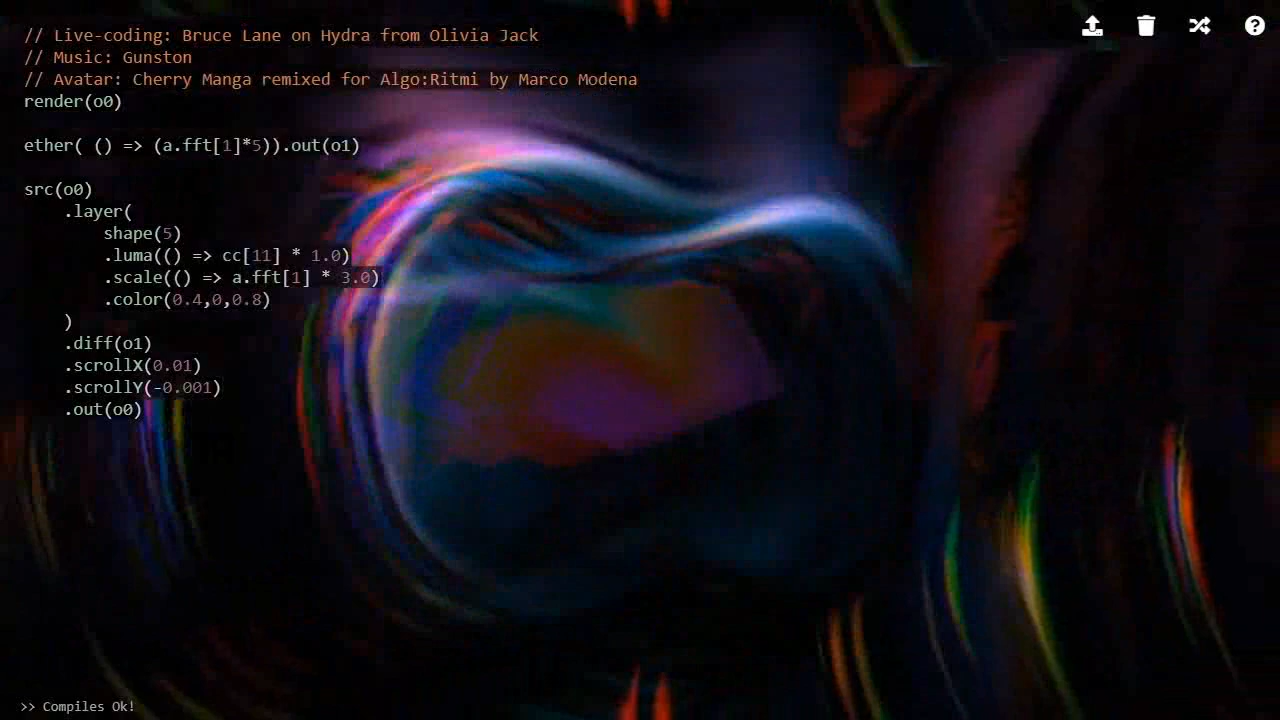 // Live-coding: Bruce Lane on Hydra from Olivia Jack
// Music: Gunston
// Avatar: Cherry Manga remixed for Algo:Ritmi by Marco Modena
render(o0)
ether( () => (a.fft[1]*5)).out(o1)
src(o0)
.layer(
shape(5)
.luma(() => cc[11] * 1.0)
.scale(() => a.fft[1] * 3.0)
.color(0.4,0,0.8)
)
.diff(o1)
.scrollX(0.01)
.scrollY(-0.001)
.out(o0)
>> Compiles Ok!